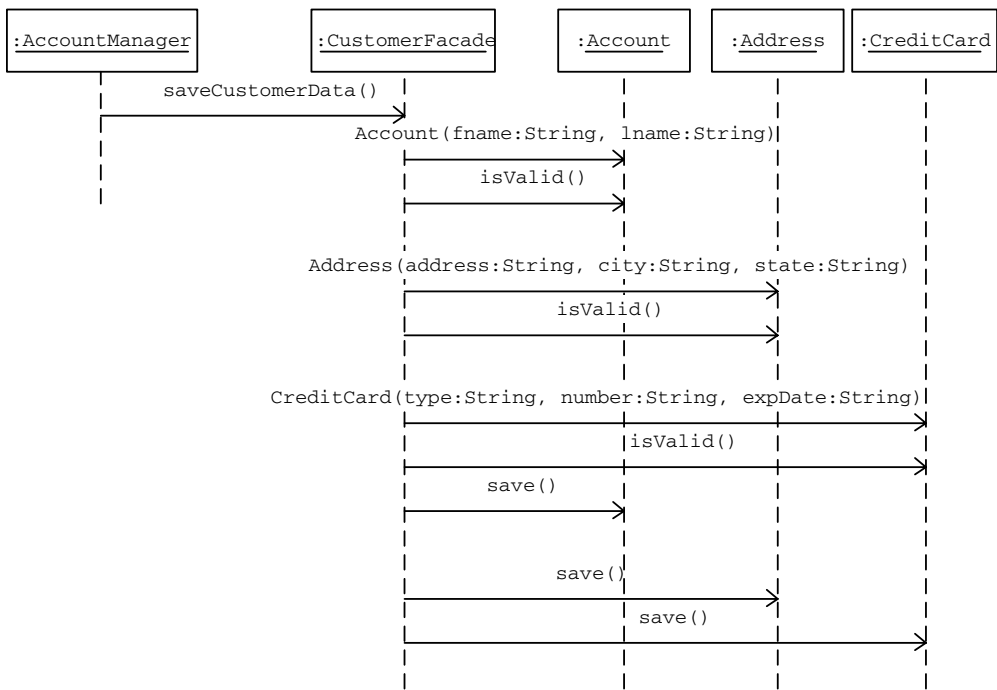 :AccountManager
:CustomerFacade
:Account
:Address
:CreditCard
saveCustomerData()
Account(fname:String, lname:String)
isValid()
Address(address:String, city:String, state:String)
isValid()
CreditCard(type:String, number:String, expDate:String)
isValid()
save()
save()
save()